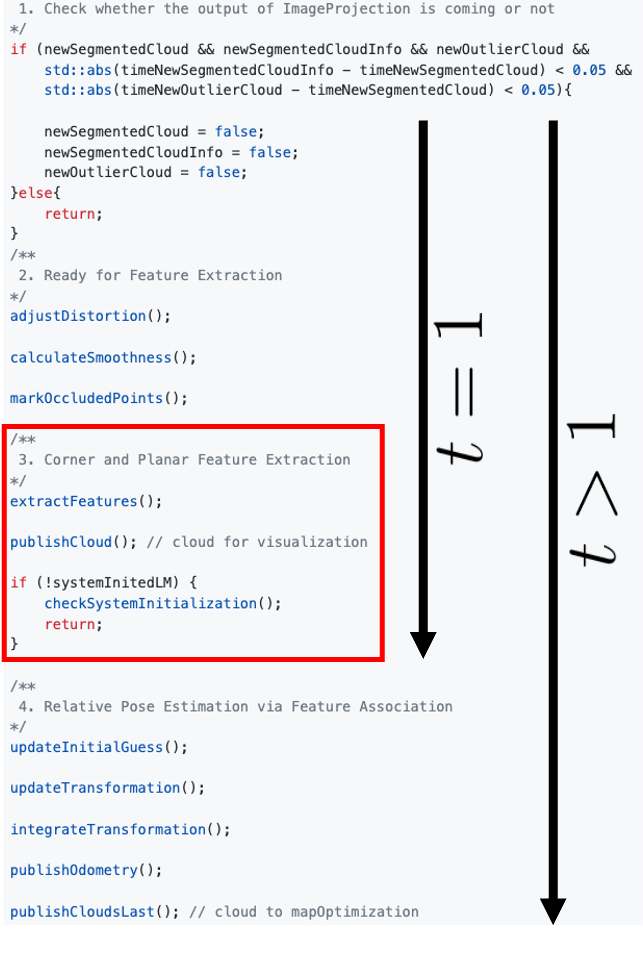 1. Check whether the output of ImageProjection is coming or not
*/
if (newSegmentedCloud && newSegmentedCloudInfo && newOutlierCloud &&
    std::abs(timeNewSegmentedCloudInfo - timeNewSegmentedCloud) < 0.05 &&
    std::abs(timeNewOutlierCloud - timeNewSegmentedCloud) < 0.05){
    newSegmentedCloud = false;
    newSegmentedCloudInfo = false;
    newOutlierCloud = false;
}else{
    return;
}
/**
 2. Ready for Feature Extraction
*/
adjustDistortion();
calculateSmoothness();
markOccludedPoints();
/**
 3. Corner and Planar Feature Extraction
*/
extractFeatures();
publishCloud(); // cloud for visualization
if (!systemInitedLM) {
    checkSystemInitialization();
    return;
}
/**
 4. Relative Pose Estimation via Feature Association
*/
updateInitialGuess();
updateTransformation();
integrateTransformation();
publishOdometry();
publishCloudsLast(); // cloud to mapOptimization
t = 1
t > 1